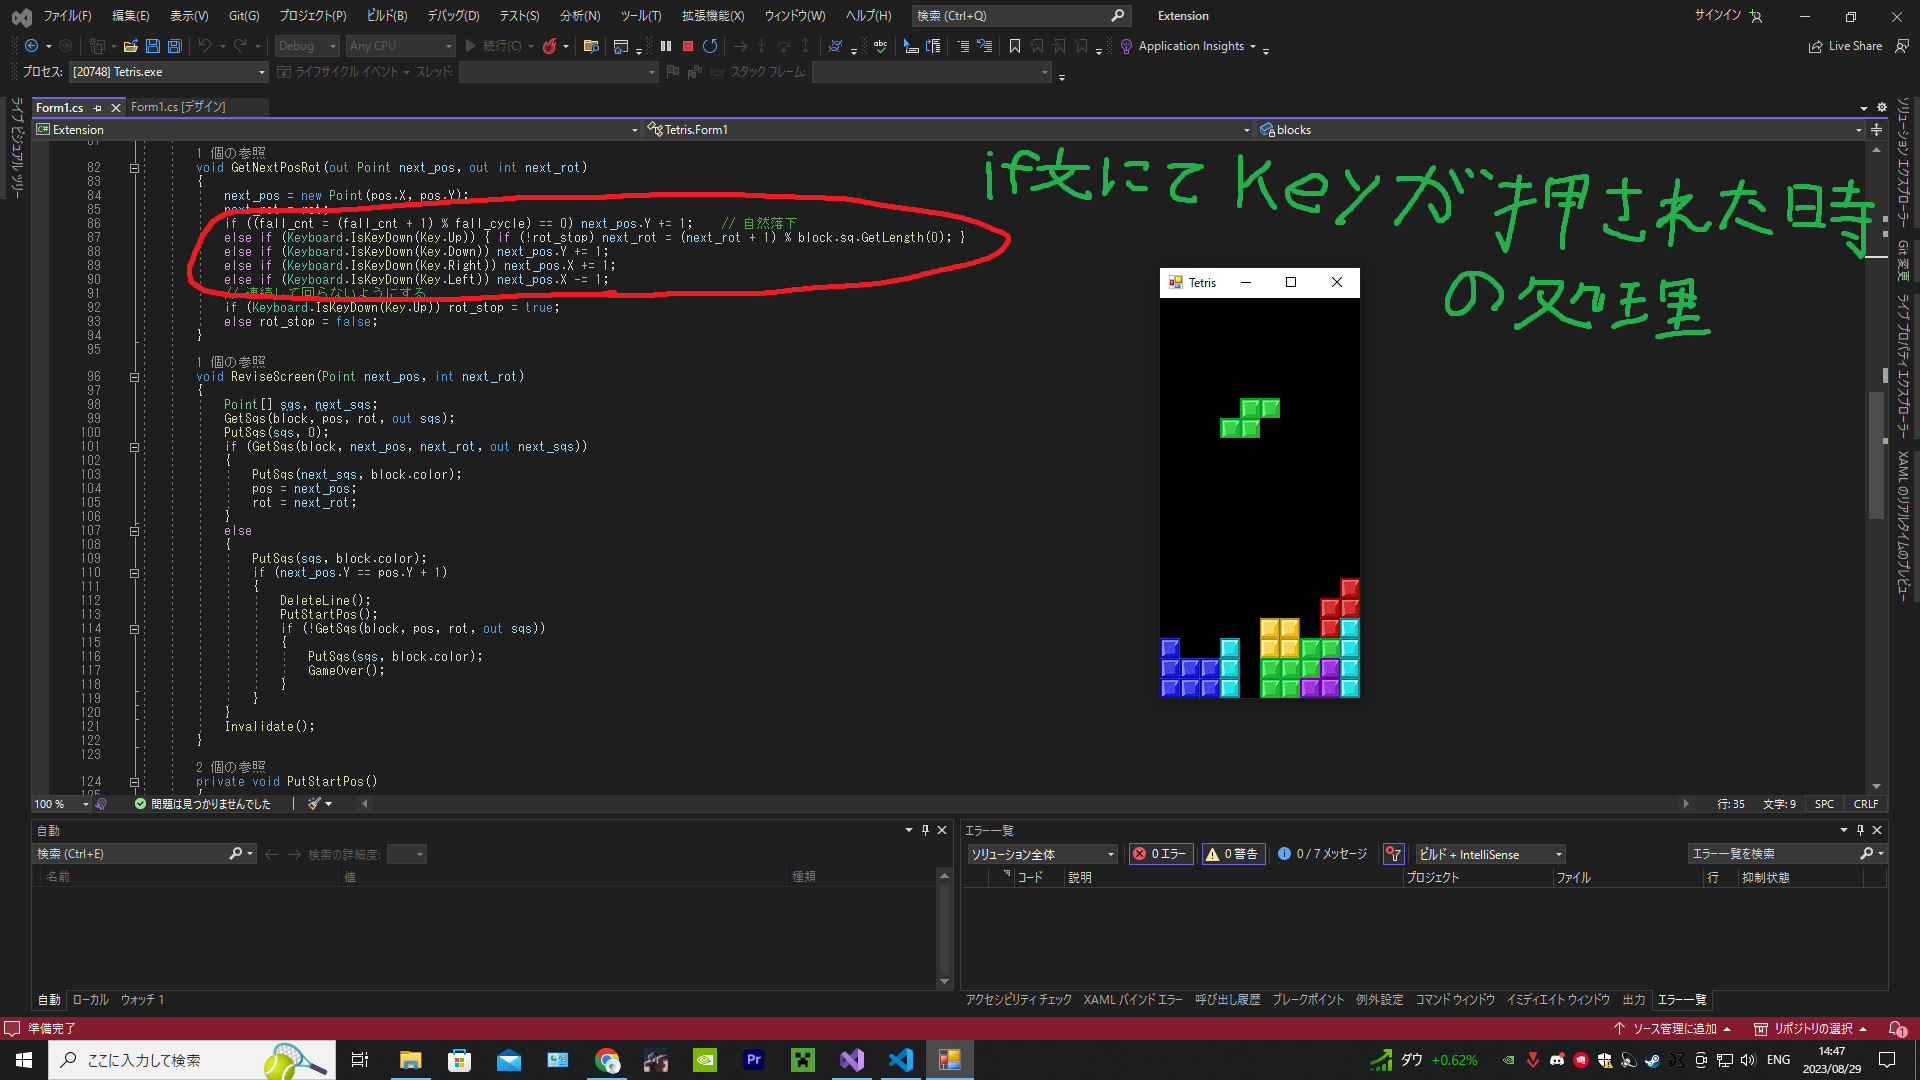 ファイル(F) 編集(E) 表示(V) Git(G) プロジェクト(P) ビルド(B) デバッグ(D) テスト(S) 分析(N) ツール(T) 拡張機能(X) ウィンドウ(W) ヘルプ(H) 検索 (Ctrl+Q) Extension サインイン
Debug Any CPU 続行(C) Application Insights Live Share
プロセス: [20748] Tetris.exe ライフサイクル イベント スレッド: スタック フレーム:
Form1.cs Form1.cs [デザイン]
Extension Tetris.Form1 blocks
1 個の参照
82 void GetNextPosRot(out Point next_pos, out int next_rot)
83 {
84 next_pos = new Point(pos.X, pos.Y);
85 next_rot = rot;
86 if ((fall_cnt = (fall_cnt + 1) % fall_cycle) == 0) next_pos.Y += 1; // 自然落下
87 else if (Keyboard.IsKeyDown(Key.Up)) { if (!rot_stop) next_rot = (next_rot + 1) % block.sq.GetLength(0); }
88 else if (Keyboard.IsKeyDown(Key.Down)) next_pos.Y += 1;
89 else if (Keyboard.IsKeyDown(Key.Right)) next_pos.X += 1;
90 else if (Keyboard.IsKeyDown(Key.Left)) next_pos.X -= 1;
91 // 連続して回らないようにする
92 if (Keyboard.IsKeyDown(Key.Up)) rot_stop = true;
93 else rot_stop = false;
94 }
95
1 個の参照
96 void ReviseScreen(Point next_pos, int next_rot)
97 {
98 Point[] sqs, next_sqs;
99 GetSqs(block, pos, rot, out sqs);
100 PutSqs(sqs, 0);
101 if (GetSqs(block, next_pos, next_rot, out next_sqs))
102 {
103 PutSqs(next_sqs, block.color);
104 pos = next_pos;
105 rot = next_rot;
106 }
107 else
108 {
109 PutSqs(sqs, block.color);
110 if (next_pos.Y == pos.Y + 1)
111 {
112 DeleteLine();
113 PutStartPos();
114 if (!GetSqs(block, pos, rot, out sqs))
115 {
116 PutSqs(sqs, block.color);
117 GameOver();
118 }
119 }
120 }
121 Invalidate();
122 }
123
2 個の参照
124 private void PutStartPos()
if文にて Keyが押された時
の処理
Tetris
ライブ ビジュアル ツリー
ソリューション エクスプローラー
Git 変更
ライブ プロパティ エクスプローラー
XAML のリアルタイムのプレビュー
100 % 問題は見つかりませんでした 行: 35 文字: 9 SPC CRLF
自動
検索 (Ctrl+E) 検索の詳細度:
名前 値 種類
自動 ローカル ウォッチ 1
エラー一覧
ソリューション全体 0 エラー 0 警告 0 / 7 メッセージ ビルド + IntelliSense エラー一覧を検索
コード 説明 プロジェクト ファイル 行 抑制状態
アクセシビリティ チェック XAML バインド エラー 呼び出し履歴 ブレークポイント 例外設定 コマンド ウィンドウ イミディエイト ウィンドウ 出力 エラー一覧
準備完了 ソース管理に追加 リポジトリの選択 1
ここに入力して検索 Pr ダウ +0.62% ENG 14:47
2023/08/29